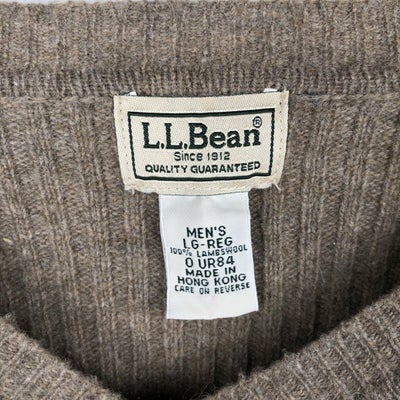 L.L.Bean®
Since 1912
QUALITY GUARANTEED
MEN'S
LG-REG
100% LAMBSWOOL
0 UR84
MADE IN
HONG KONG
CARE ON REVERSE